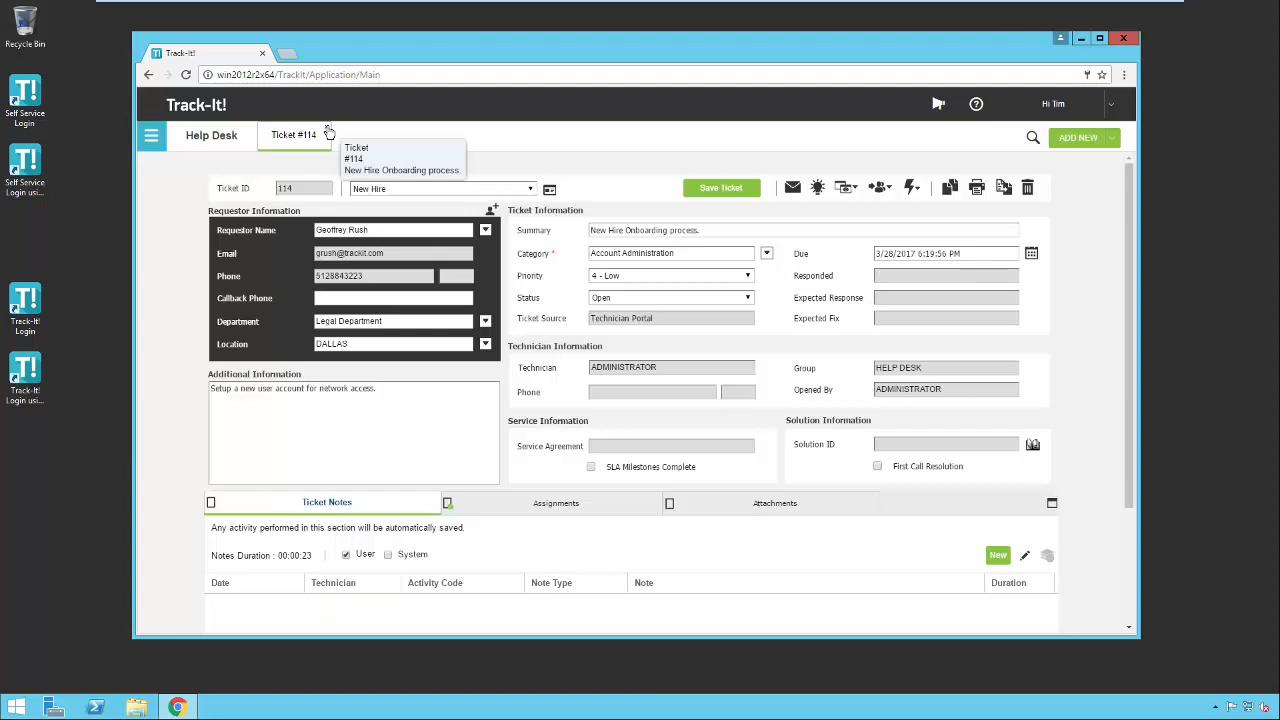 Recycle Bin
T!
Self Service
Login
T!
Self Service
Login usi...
T!
Track-It!
Login
T!
Track-It!
Login usi...
T! Track-It!
win2012r2x64/TrackIt/Application/Main
Track-It!
Hi Tim
Help Desk
Ticket #114
ADD NEW
Ticket
#114
New Hire Onboarding process.
Ticket ID 114 New Hire
Save Ticket
Requestor Information
Requestor Name Geoffrey Rush
Email grush@trackit.com
Phone 5128843223
Callback Phone
Department Legal Department
Location DALLAS
Additional Information
Setup a new user account for network access.
Ticket Information
Summary New Hire Onboarding process.
Category * Account Administration
Due 3/28/2017 6:19:56 PM
Priority 4 - Low
Responded
Status Open
Expected Response
Ticket Source Technician Portal
Expected Fix
Technician Information
Technician ADMINISTRATOR
Group HELP DESK
Phone
Opened By ADMINISTRATOR
Service Information
Service Agreement
SLA Milestones Complete
Solution Information
Solution ID
First Call Resolution
Ticket Notes Assignments Attachments
Any activity performed in this section will be automatically saved.
Notes Duration : 00:00:23 | User System
New
Date Technician Activity Code Note Type Note Duration